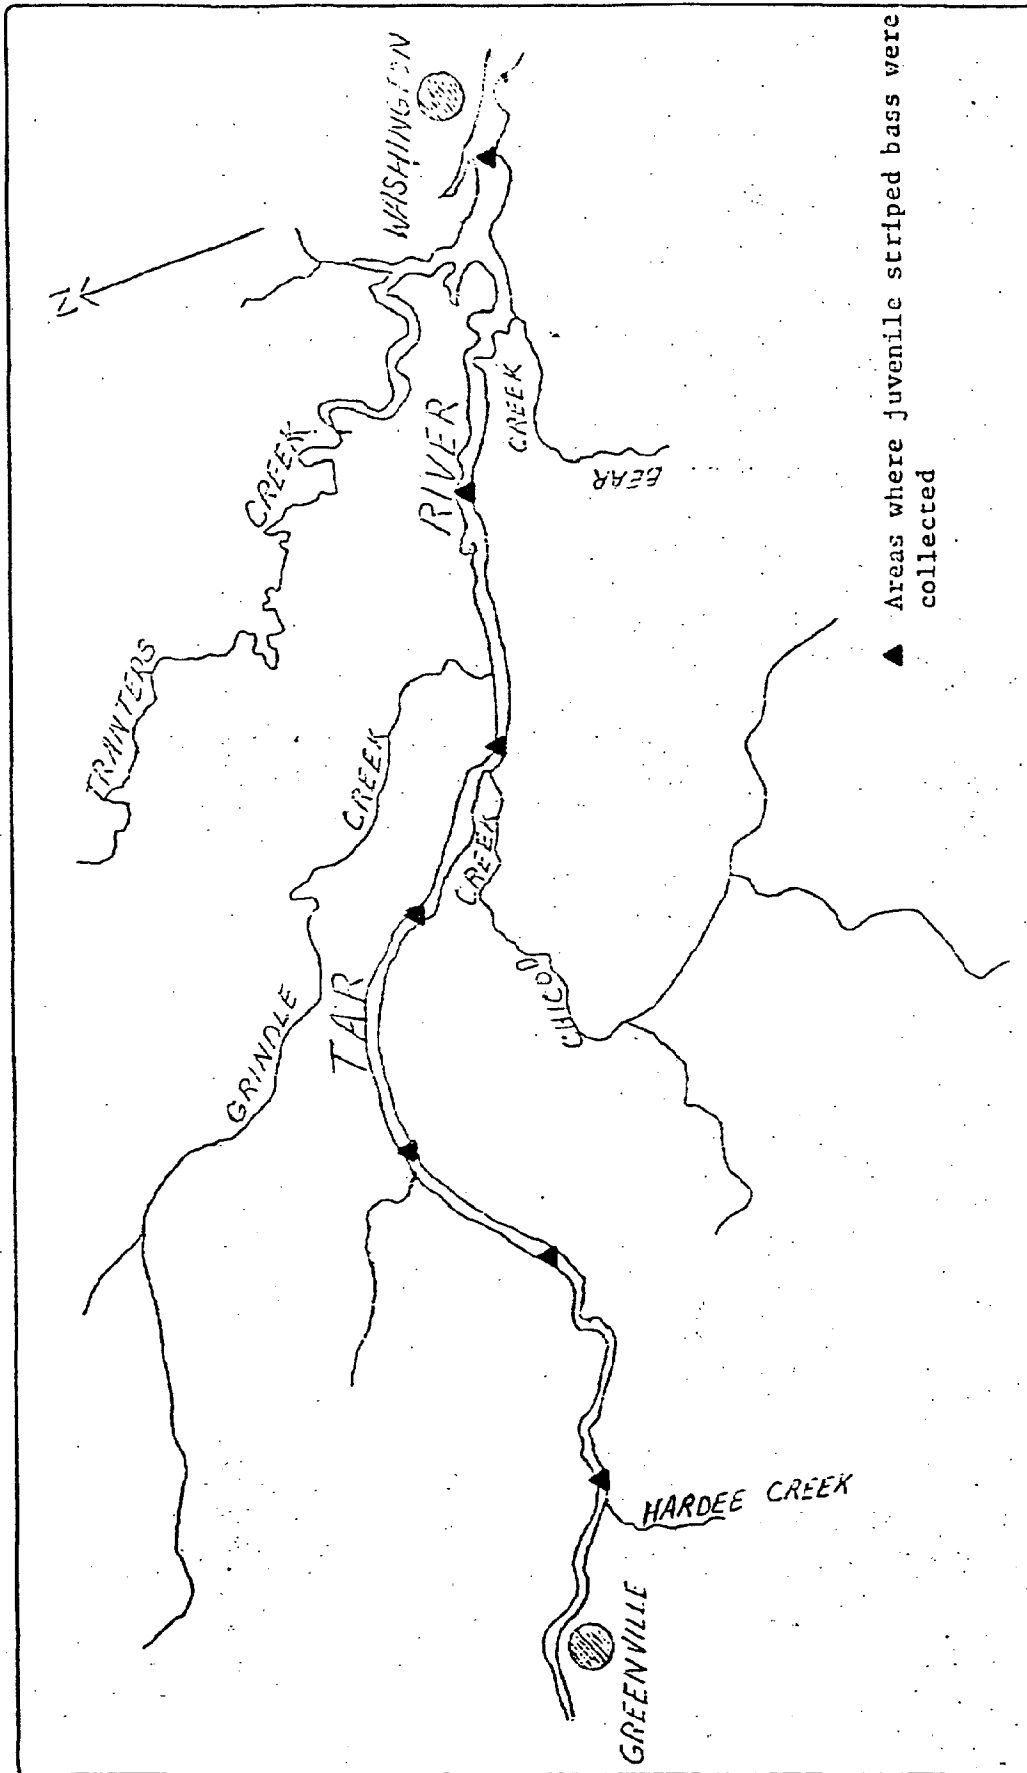 N
WASHINGTON
TRANTERS
CREEK
RIVER
CREEK
BEAR
GRINDLE
CREEK
TAR
CREEK
CHICOD
HARDEE CREEK
GREENVILLE
▲ Areas where juvenile striped bass were
collected